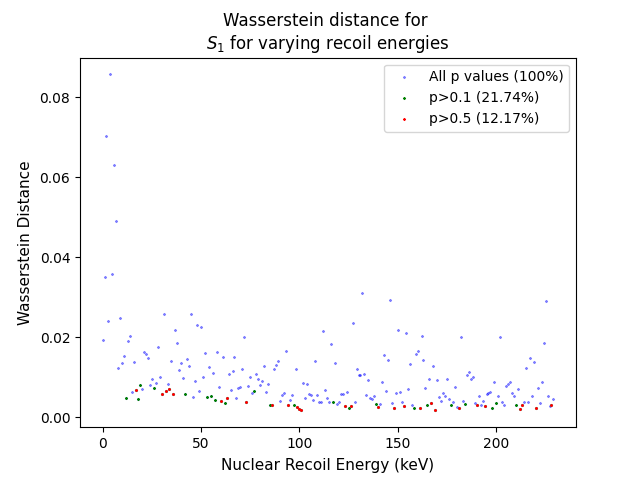 Wasserstein distance for
S₁ for varying recoil energies
All p values (100%)
p>0.1 (21.74%)
p>0.5 (12.17%)
Wasserstein Distance
0.08
0.06
0.04
0.02
0.00
0 50 100 150 200
Nuclear Recoil Energy (keV)